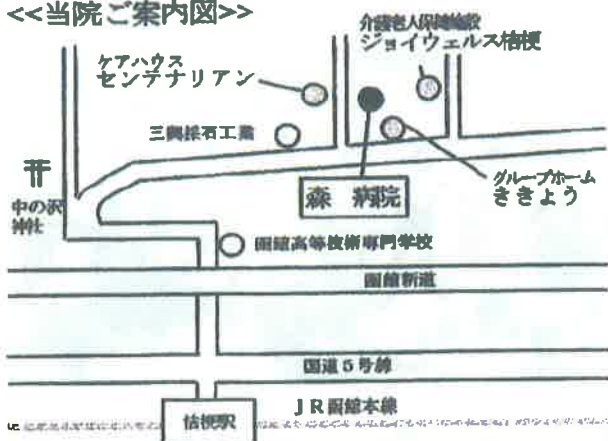 <<当院ご案内図>>
介護老人保健施設
ジョイウェルス桔梗
ケアハウス
センテナリアン
三興採石工業
中の沢
神社
森 病院
グループホーム
ききょう
函館高等技術専門学校
函館新道
国道5号線
JR函館本線
桔梗駅